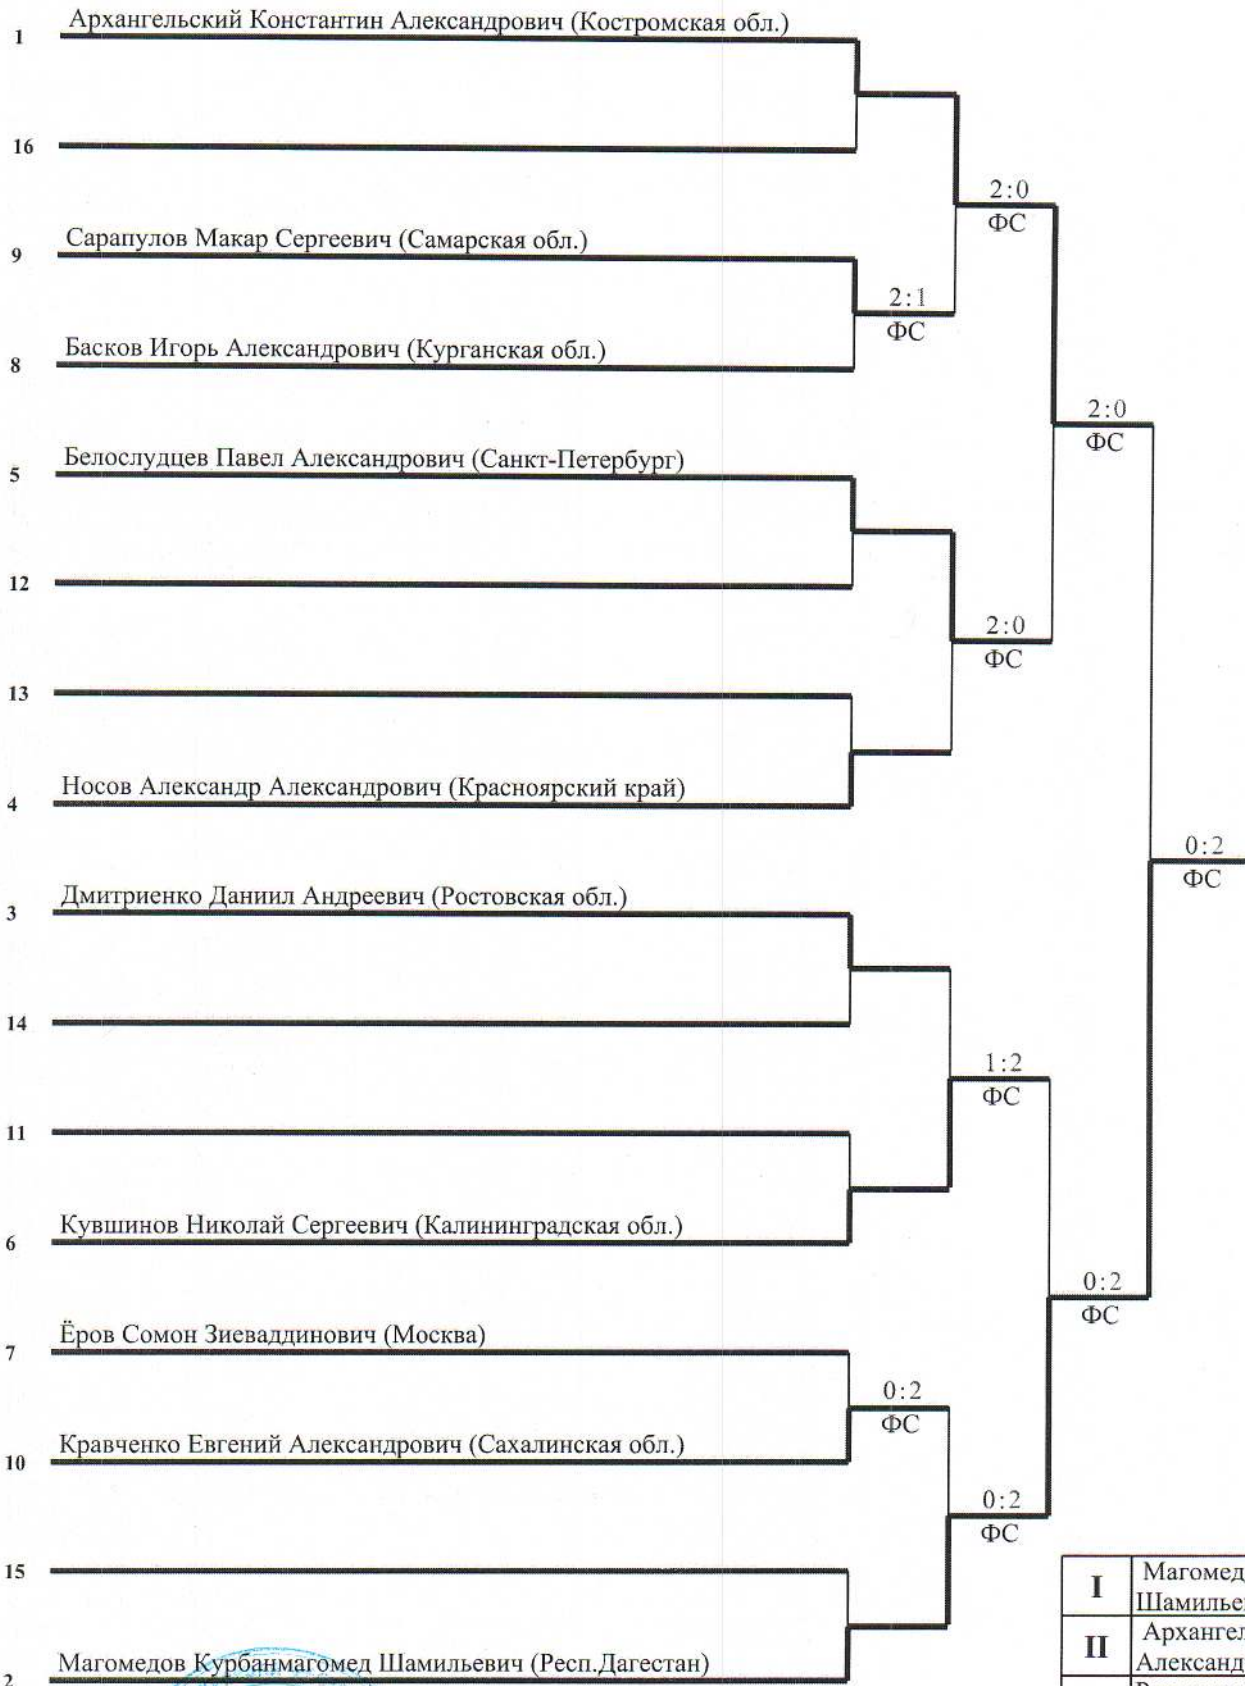 Архангельский Константин Александрович (Костромская обл.)
1
16
2:0
ФС
Сарапулов Макар Сергеевич (Самарская обл.)
9
2:1
ФС
Басков Игорь Александрович (Курганская обл.)
8
2:0
ФС
Белослудцев Павел Александрович (Санкт-Петербург)
5
12
2:0
ФС
13
Носов Александр Александрович (Красноярский край)
4
0:2
ФС
Дмитриенко Даниил Андреевич (Ростовская обл.)
3
14
1:2
ФС
11
Кувшинов Николай Сергеевич (Калининградская обл.)
6
0:2
ФС
Ёров Сомон Зиеваддинович (Москва)
7
0:2
ФС
Кравченко Евгений Александрович (Сахалинская обл.)
10
0:2
ФС
15
Магомедов Курбанмагомед Шамильевич (Респ.Дагестан)
2
I
Магомед
Шамилье
II
Архангел
Александ